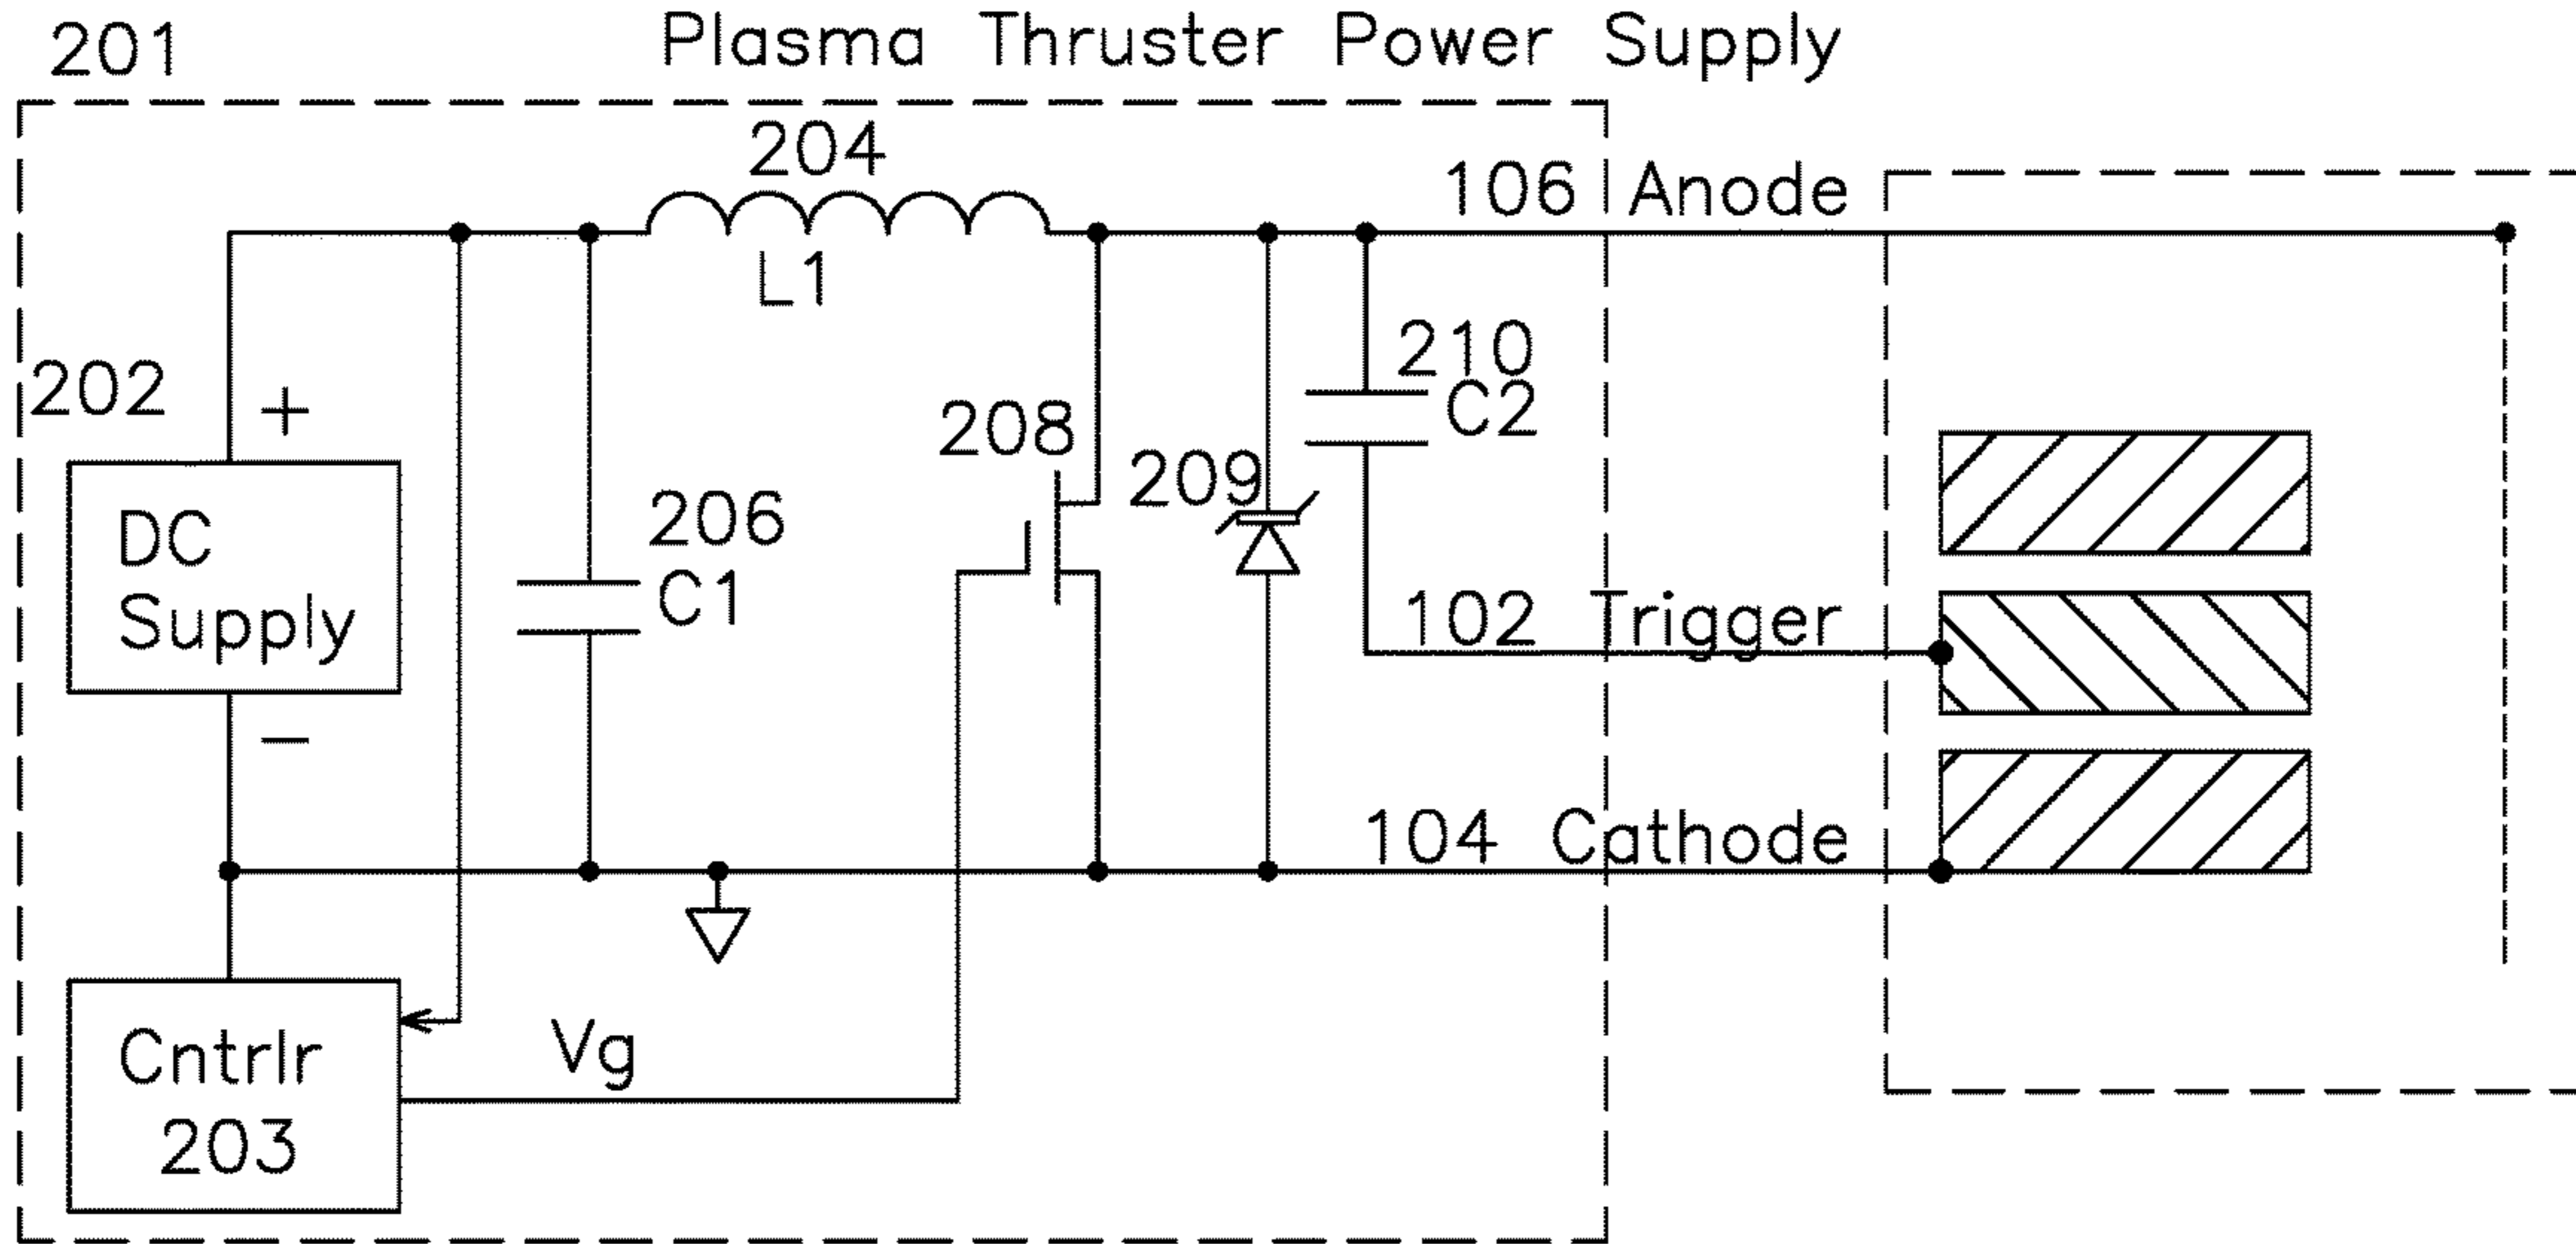 201
Plasma Thruster Power Supply
204
106 Anode
L1
202
+
210
C2
208
209
DC
Supply
206
C1
102 Trigger
−
104 Cathode
Cntrlr
203
Vg